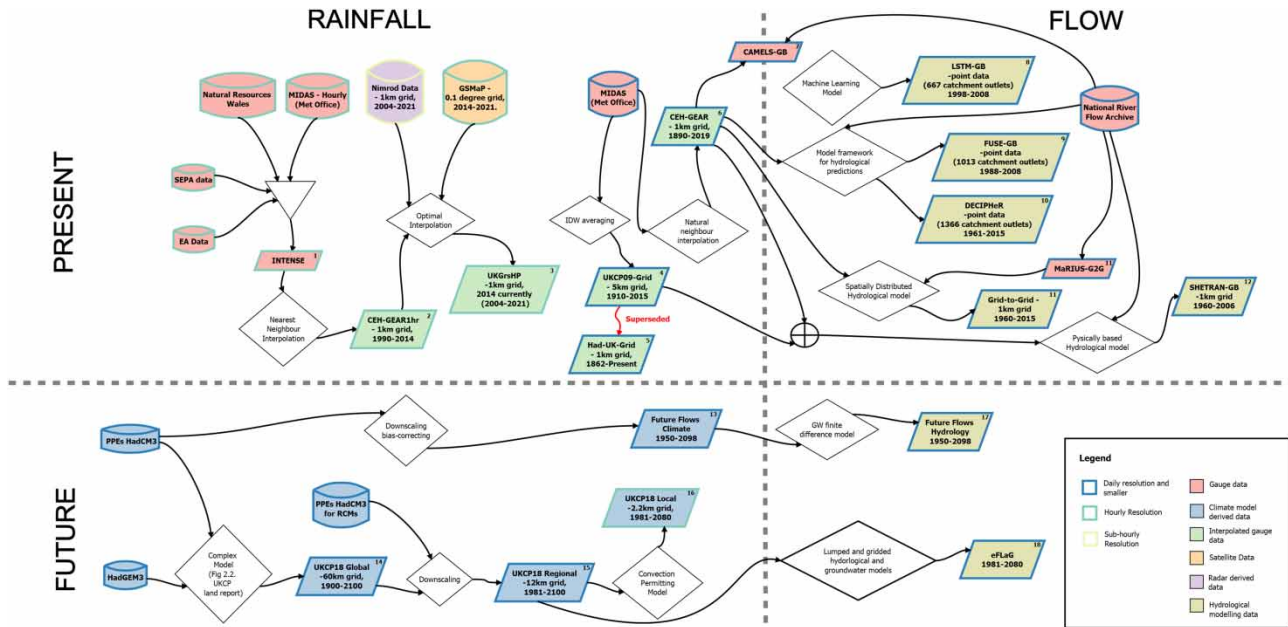 RAINFALL
FLOW
PRESENT
FUTURE
Natural Resources
Wales
MIDAS - Hourly
(Met Office)
SEPA data
EA Data
INTENSE
1
Nearest
Neighbour
Interpolation
CEH-GEAR1hr
- 1km grid,
1990-2014
2
Nimrod Data
- 1km grid,
2004-2021
GSMaP -
0.1 degree grid,
2014-2021.
Optimal
Interpolation
UKGrsHP
-1km grid,
2014 currently
(2004-2021)
3
MIDAS
(Met Office)
IDW averaging
UKCP09-Grid
- 5km grid,
1910-2015
4
Superseded
Had-UK-Grid
- 1km grid,
1862-Present
5
Natural
neighbour
interpolation
CEH-GEAR
- 1km grid,
1890-2019
6
CAMELS-GB
7
Machine Learning
Model
LSTM-GB
-point data
(667 catchment outlets)
1998-2008
8
National River
Flow Archive
Model framework
for hydrological
predictions
FUSE-GB
-point data
(1013 catchment outlets)
1988-2008
9
DECIPHeR
-point data
(1366 catchment outlets)
1961-2015
10
MaRIUS-G2G
11
Spatially Distributed
Hydrological model
Grid-to-Grid -
1km grid
1960-2015
11
Pysically based
Hydrological model
SHETRAN-GB
-1km grid
1960-2006
12
PPEs HadCM3
Downscaling
bias-correcting
Future Flows
Climate
1950-2098
13
GW finite
difference model
Future Flows
Hydrology
1950-2098
17
HadGEM3
Complex
Model
(Fig 2.2.
UKCP
land report)
UKCP18 Global
-60km grid,
1900-2100
14
PPEs HadCM3
for RCMs
Downscaling
UKCP18 Regional
-12km grid,
1981-2100
15
Convection
Permitting
Model
UKCP18 Local
-2.2km grid,
1981-2080
16
Lumped and gridded
hydorlogical and
groundwater models
eFLaG
1981-2080
18
Legend
Daily resolution and
smaller
Hourly Resolution
Sub-hourly
Resolution
Gauge data
Climate model
derived data
Interpolated gauge
data
Satellite Data
Radar derived
data
Hydrological
modelling data